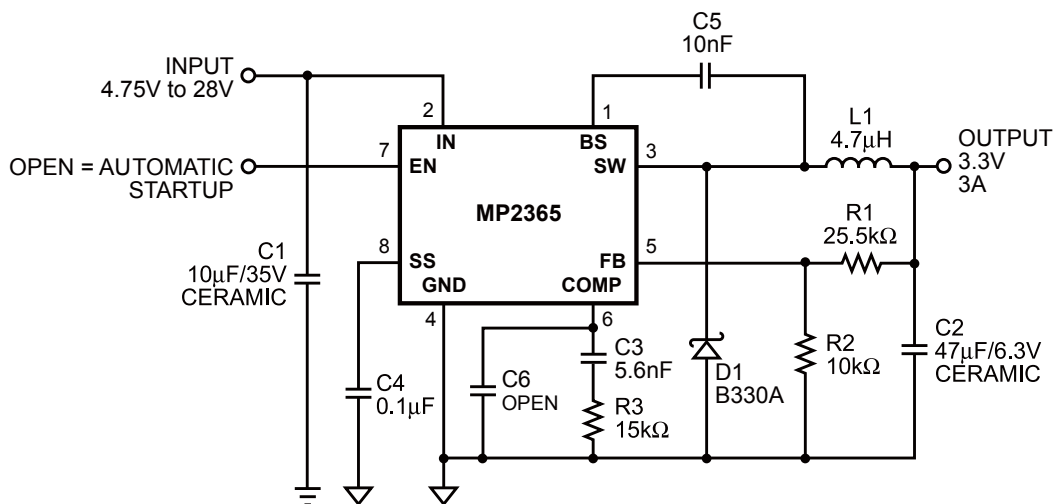 C5
10nF
INPUT
4.75V to 28V
2
1
L1
4.7µH
IN
BS
OUTPUT
3.3V
3A
7
3
OPEN = AUTOMATIC
STARTUP
EN
SW
MP2365
R1
25.5kΩ
8
5
C1
10µF/35V
CERAMIC
SS
FB
GND
COMP
4
6
C4
0.1µF
C6
OPEN
C3
5.6nF
R3
15kΩ
D1
B330A
R2
10kΩ
C2
47µF/6.3V
CERAMIC